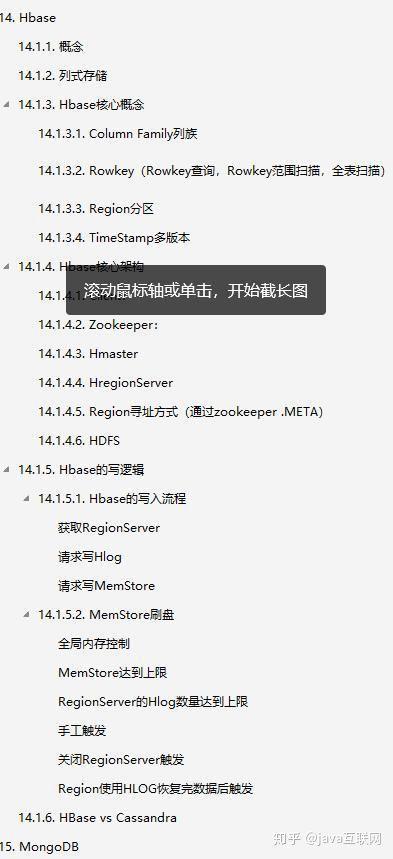 14. Hbase
14.1.1. 概念
14.1.2. 列式存储
14.1.3. Hbase核心概念
14.1.3.1. Column Family列族
14.1.3.2. Rowkey（Rowkey查询，Rowkey范围扫描，全表扫描）
14.1.3.3. Region分区
14.1.3.4. TimeStamp多版本
14.1.4. Hbase核心架构
滚动鼠标轴或单击，开始截长图
14.1.4.1.
14.1.4.2. Zookeeper：
14.1.4.3. Hmaster
14.1.4.4. HregionServer
14.1.4.5. Region寻址方式（通过zookeeper .META）
14.1.4.6. HDFS
14.1.5. Hbase的写逻辑
14.1.5.1. Hbase的写入流程
获取RegionServer
请求写Hlog
请求写MemStore
14.1.5.2. MemStore刷盘
全局内存控制
MemStore达到上限
RegionServer的Hlog数量达到上限
手工触发
关闭RegionServer触发
Region使用HLOG恢复完数据后触发
14.1.6. HBase vs Cassandra
知乎 @java互联网
15. MongoDB